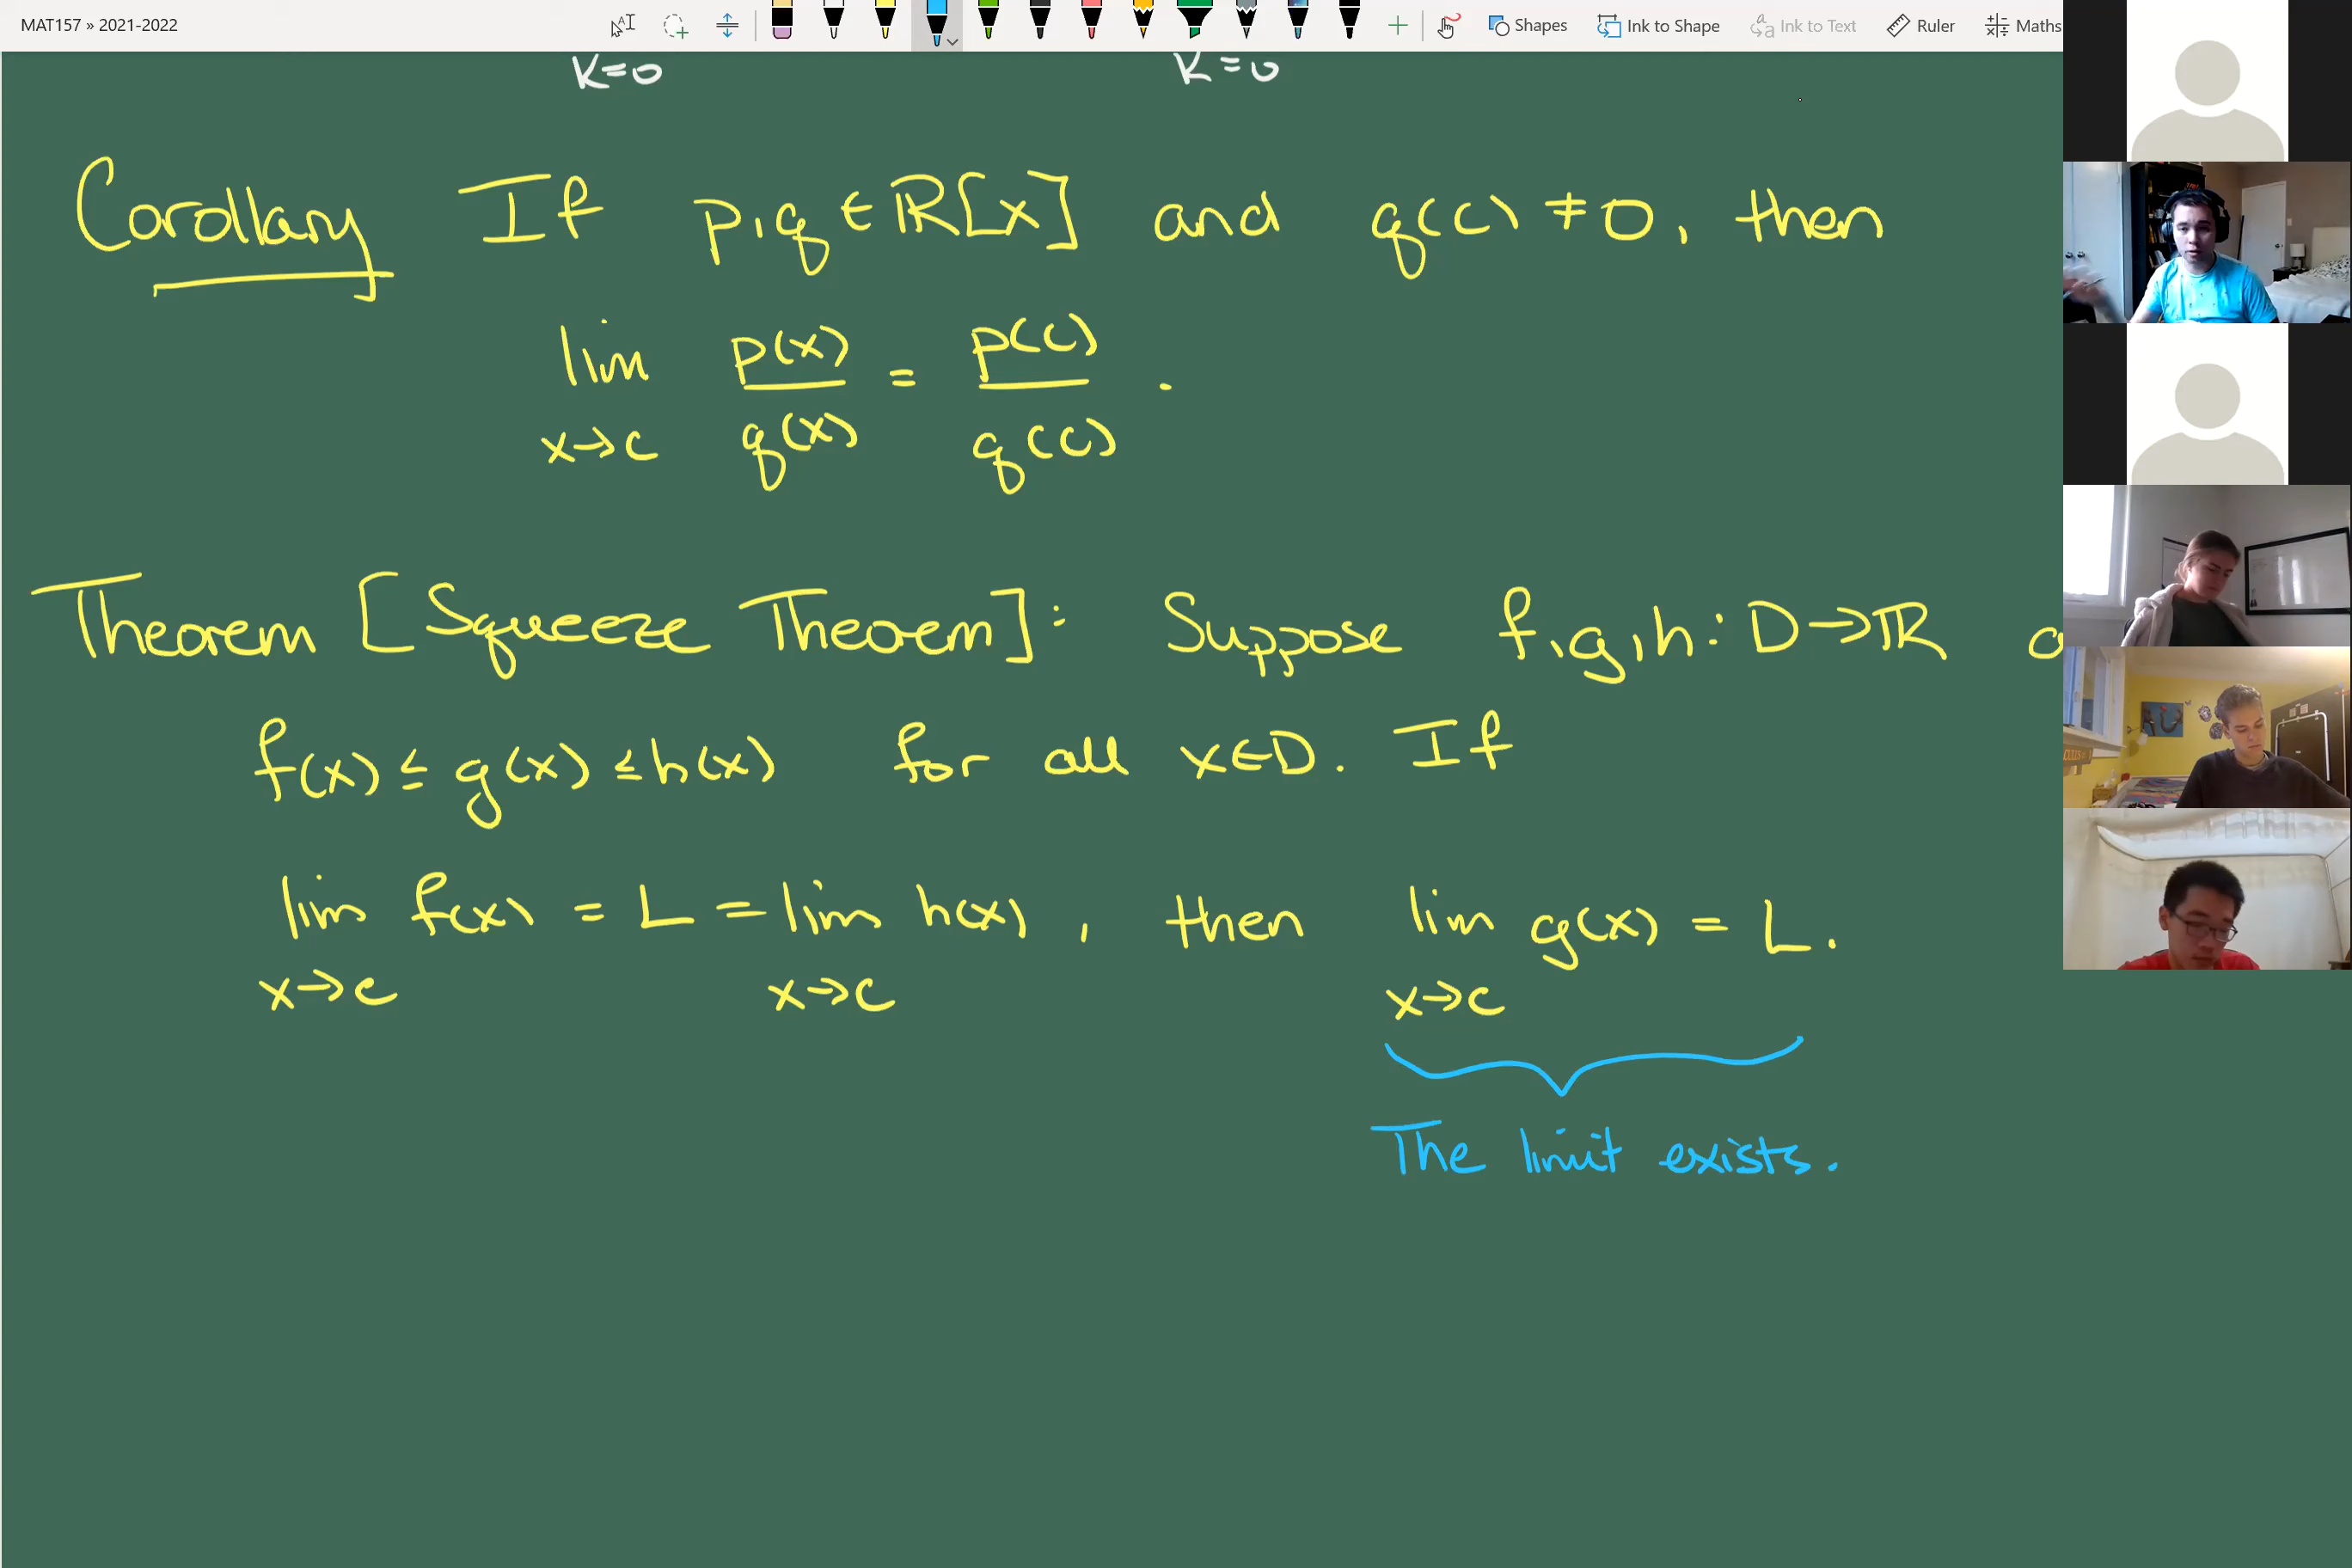 MAT157 » 2021-2022
Shapes Ink to Shape Ink to Text Ruler Maths
K=0 K=0
Corollary If p,q ∈ ℝ[x] and q(c) ≠ 0, then
lim p(x)/q(x) = p(c)/q(c).
x→c
Theorem [Squeeze Theorem]: Suppose f,g,h: D→ℝ
f(x) ≤ g(x) ≤ h(x) for all x∈D. If
lim f(x) = L = lim h(x), then lim g(x) = L.
x→c x→c x→c
The limit exists.